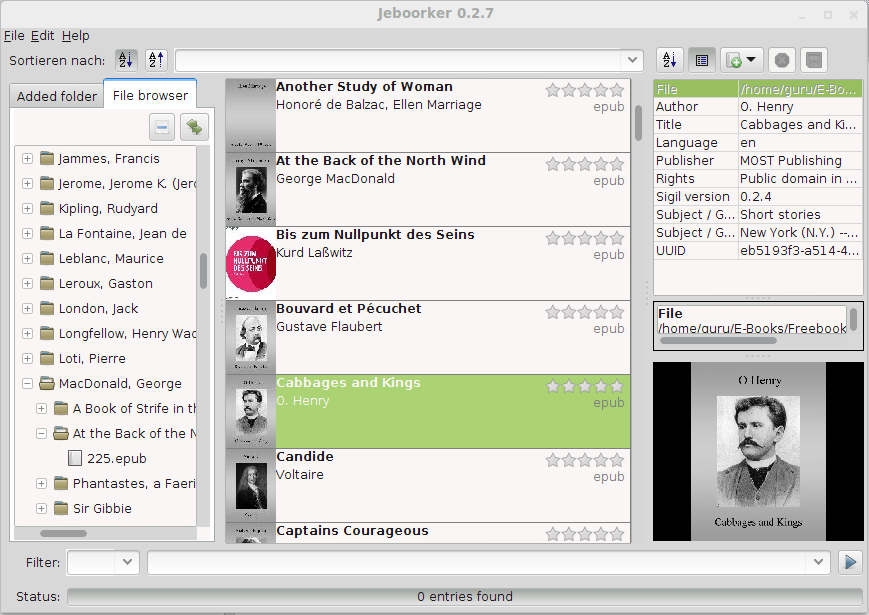 Jeboorker 0.2.7
File Edit Help
Sortieren nach:
Added folder
File browser
Jammes, Francis
Jerome, Jerome K. (Jerc
Kipling, Rudyard
La Fontaine, Jean de
Leblanc, Maurice
Leroux, Gaston
London, Jack
Longfellow, Henry Wad
Loti, Pierre
MacDonald, George
A Book of Strife in th
At the Back of the N
225.epub
Phantastes, a Faeri
Sir Gibbie
Another Study of Woman
Honoré de Balzac, Ellen Marriage
epub
At the Back of the North Wind
George MacDonald
epub
Bis zum Nullpunkt des Seins
Kurd Laßwitz
epub
BIS ZUM
NULLPUNKT
DES SEINS
Bouvard et Pécuchet
Gustave Flaubert
epub
Cabbages and Kings
O. Henry
epub
Candide
Voltaire
epub
Captains Courageous
File /home/guru/E-Bo...
Author O. Henry
Title Cabbages and Ki...
Language en
Publisher MOST Publishing
Rights Public domain in ...
Sigil version 0.2.4
Subject / G... Short stories
Subject / G... New York (N.Y.) --...
UUID eb5193f3-a514-4...
File
/home/guru/E-Books/Freebook
O Henry
Cabbages and Kings
Filter:
Status:
0 entries found